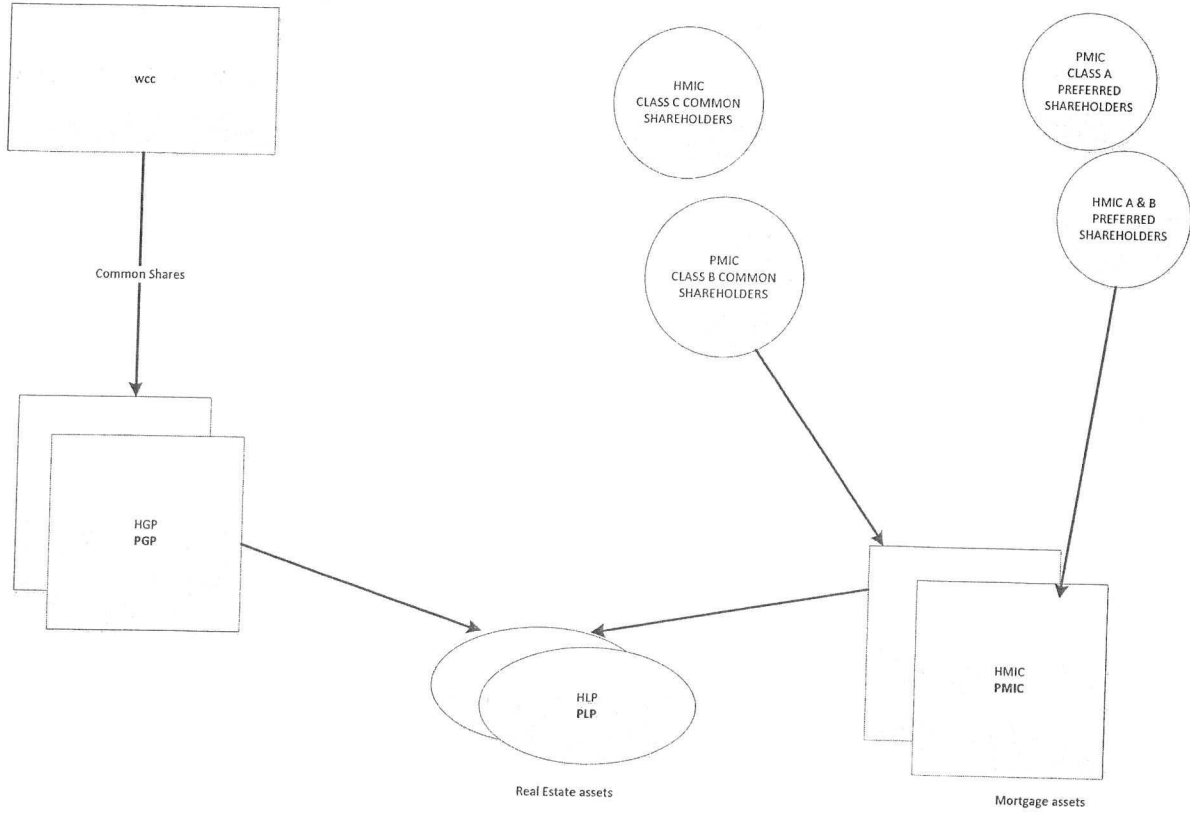 wcc
HMIC
CLASS C COMMON
SHAREHOLDERS
PMIC
CLASS A
PREFERRED
SHAREHOLDERS
HMIC A & B
PREFERRED
SHAREHOLDERS
PMIC
CLASS B COMMON
SHAREHOLDERS
Common Shares
HGP
PGP
HLP
PLP
HMIC
PMIC
Real Estate assets
Mortgage assets